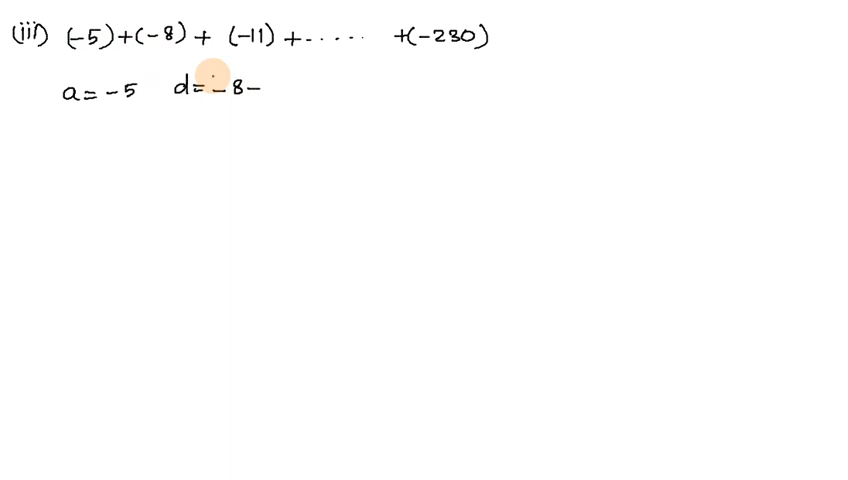 (iii) (-5)+(-8) + (-11) +...... +(-230)
a = -5 d = -8-